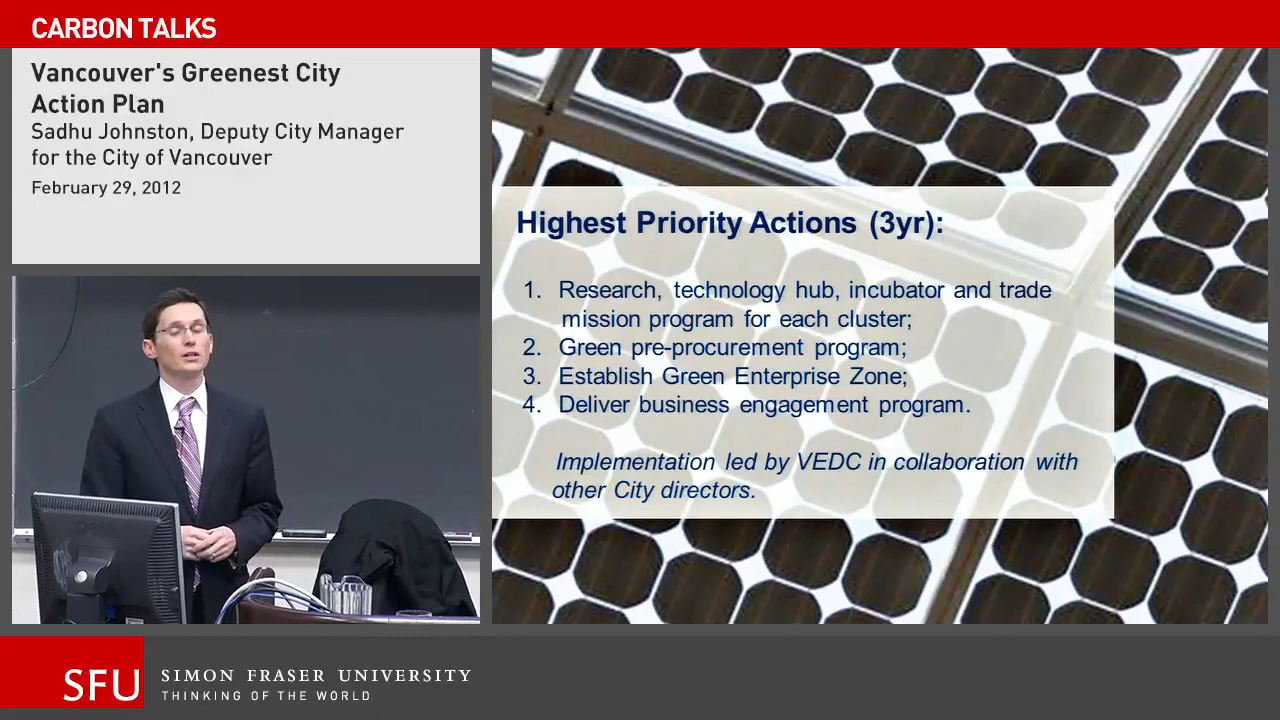 CARBON TALKS
Vancouver's Greenest City
Action Plan
Sadhu Johnston, Deputy City Manager
for the City of Vancouver
February 29, 2012
Highest Priority Actions (3yr):
1. Research, technology hub, incubator and trade
mission program for each cluster;
2. Green pre-procurement program;
3. Establish Green Enterprise Zone;
4. Deliver business engagement program.
Implementation led by VEDC in collaboration with
other City directors.
SFU
SIMON FRASER UNIVERSITY
THINKING OF THE WORLD